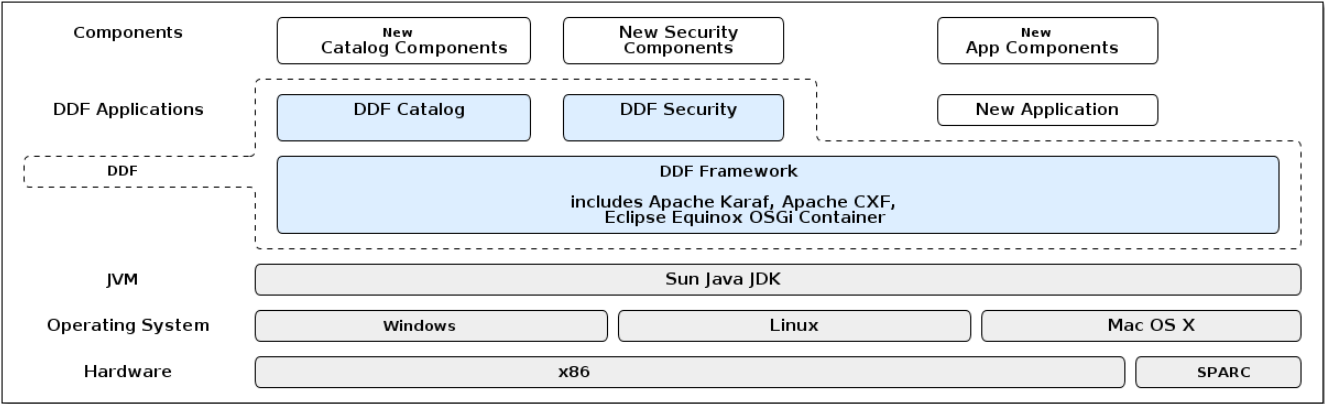 Components
New
Catalog Components
New Security
Components
New
App Components
DDF Applications
DDF Catalog
DDF Security
New Application
DDF
DDF Framework
includes Apache Karaf, Apache CXF,
Eclipse Equinox OSGi Container
JVM
Sun Java JDK
Operating System
Windows
Linux
Mac OS X
Hardware
x86
SPARC